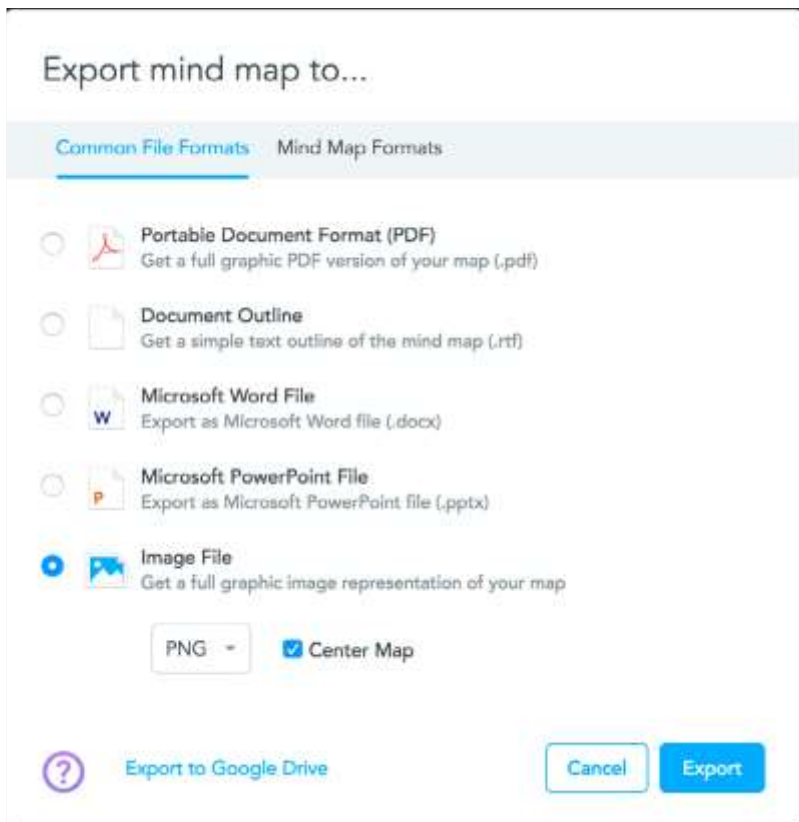 Export mind map to...
Common File Formats Mind Map Formats
Portable Document Format (PDF)
Get a full graphic PDF version of your map (.pdf)
Document Outline
Get a simple text outline of the mind map (.rtf)
Microsoft Word File
W
Export as Microsoft Word file (.docx)
Microsoft PowerPoint File
P
Export as Microsoft PowerPoint file (.pptx)
Image File
Get a full graphic image representation of your map
PNG Center Map
? Export to Google Drive Cancel Export